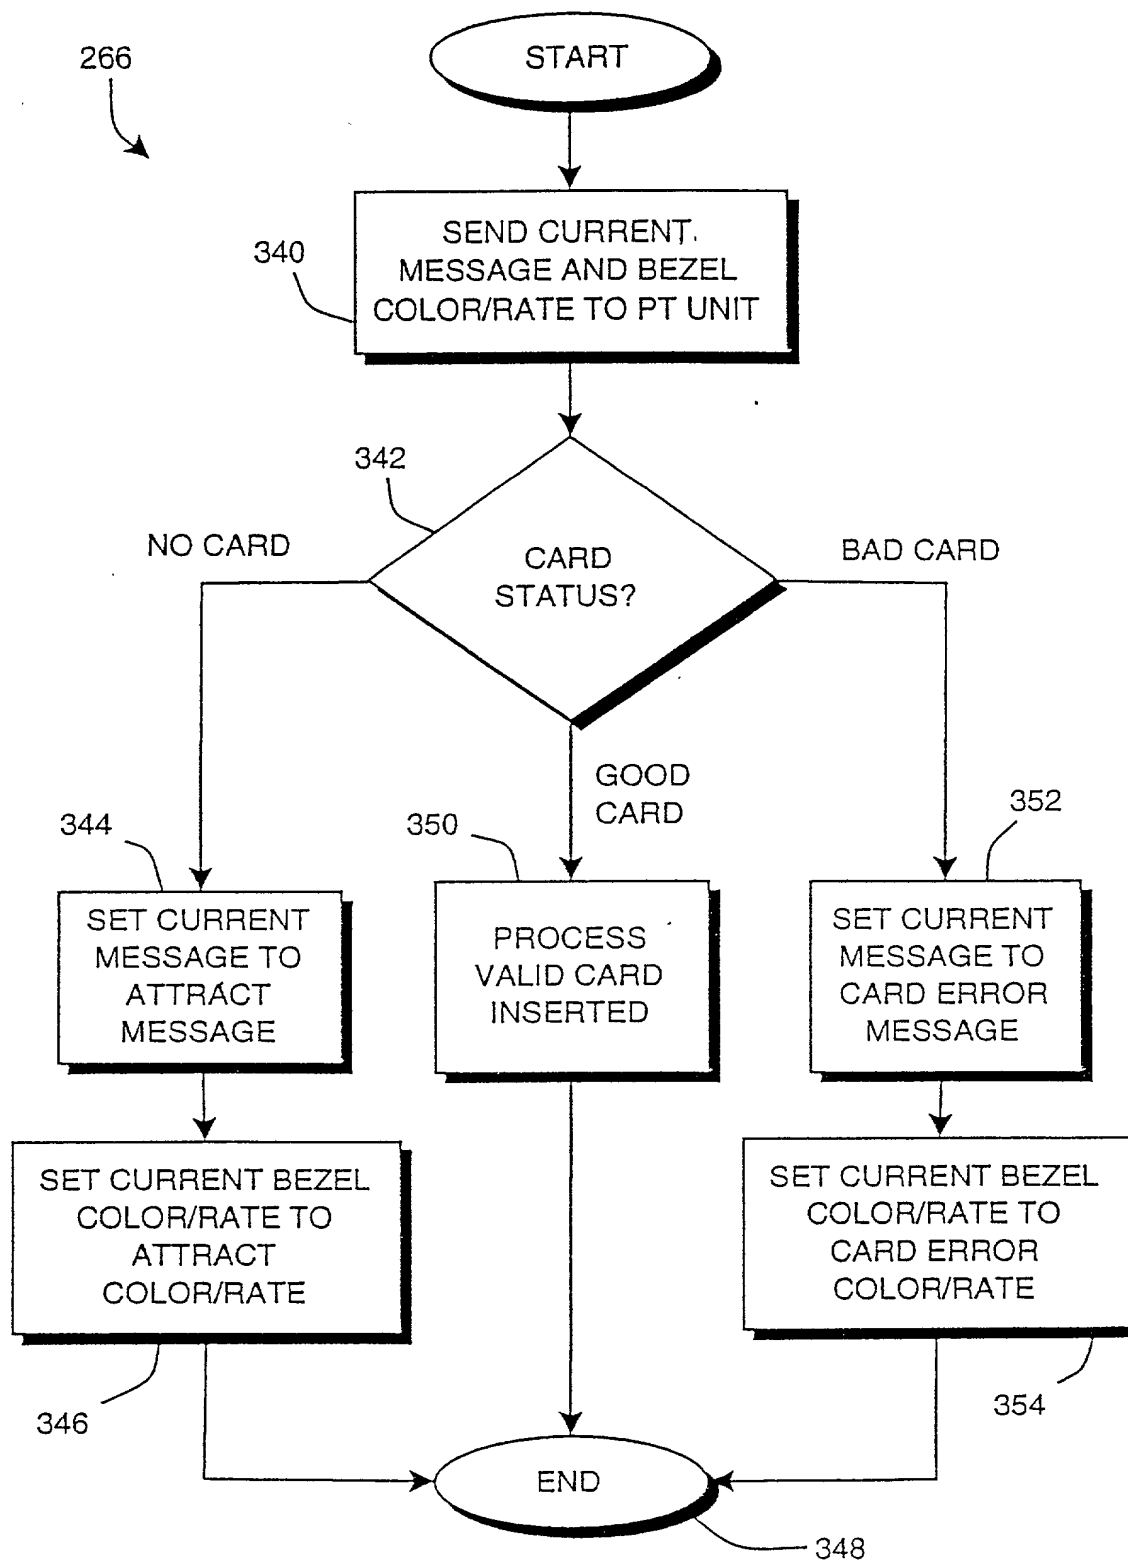 266
START
340
SEND CURRENT
MESSAGE AND BEZEL
COLOR/RATE TO PT UNIT
342
NO CARD
CARD
STATUS?
BAD CARD
GOOD
CARD
344
350
352
SET CURRENT
MESSAGE TO
ATTRACT
MESSAGE
PROCESS
VALID CARD
INSERTED
SET CURRENT
MESSAGE TO
CARD ERROR
MESSAGE
SET CURRENT BEZEL
COLOR/RATE TO
ATTRACT
COLOR/RATE
SET CURRENT BEZEL
COLOR/RATE TO
CARD ERROR
COLOR/RATE
346
354
END
348